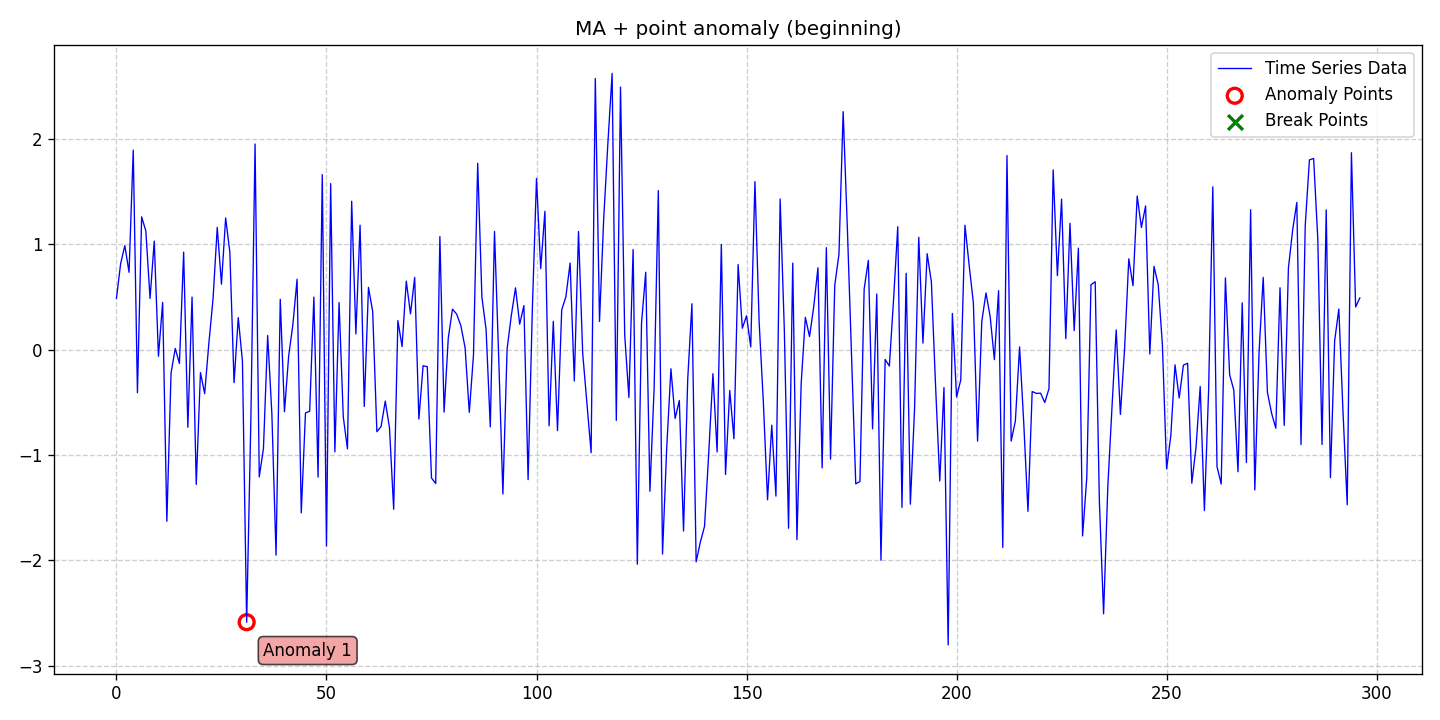 MA + point anomaly (beginning)
Time Series Data
Anomaly Points
Break Points
2
1
0
−1
−2
−3
Anomaly 1
0 50 100 150 200 250 300